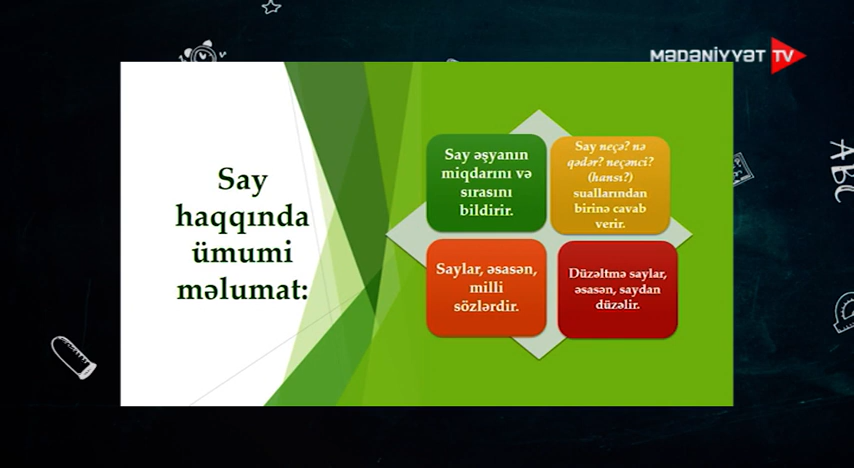 MƏDƏNİYYƏT TV
Say
haqqında
ümumi
məlumat:
Say əşyanın
miqdarını və
sırasını
bildirir.
Say neçə? nə
qədər? neçənci?
(hansı?)
suallarından
birinə cavab
verir.
Saylar, əsasən,
milli
sözlərdir.
Düzəltmə saylar,
əsasən, saydan
düzəlir.
ABC